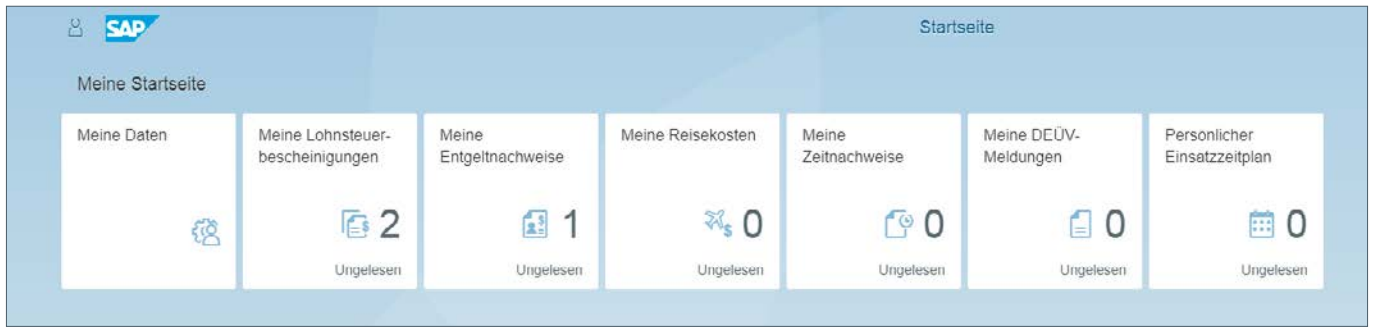 SAP
Startseite
Meine Startseite
Meine Daten
Meine Lohnsteuer-
bescheinigungen
2
Ungelesen
Meine
Entgeltnachweise
1
Ungelesen
Meine Reisekosten
0
Ungelesen
Meine
Zeitnachweise
0
Ungelesen
Meine DEÜV-
Meldungen
0
Ungelesen
Persönlicher
Einsatzzeitplan
0
Ungelesen